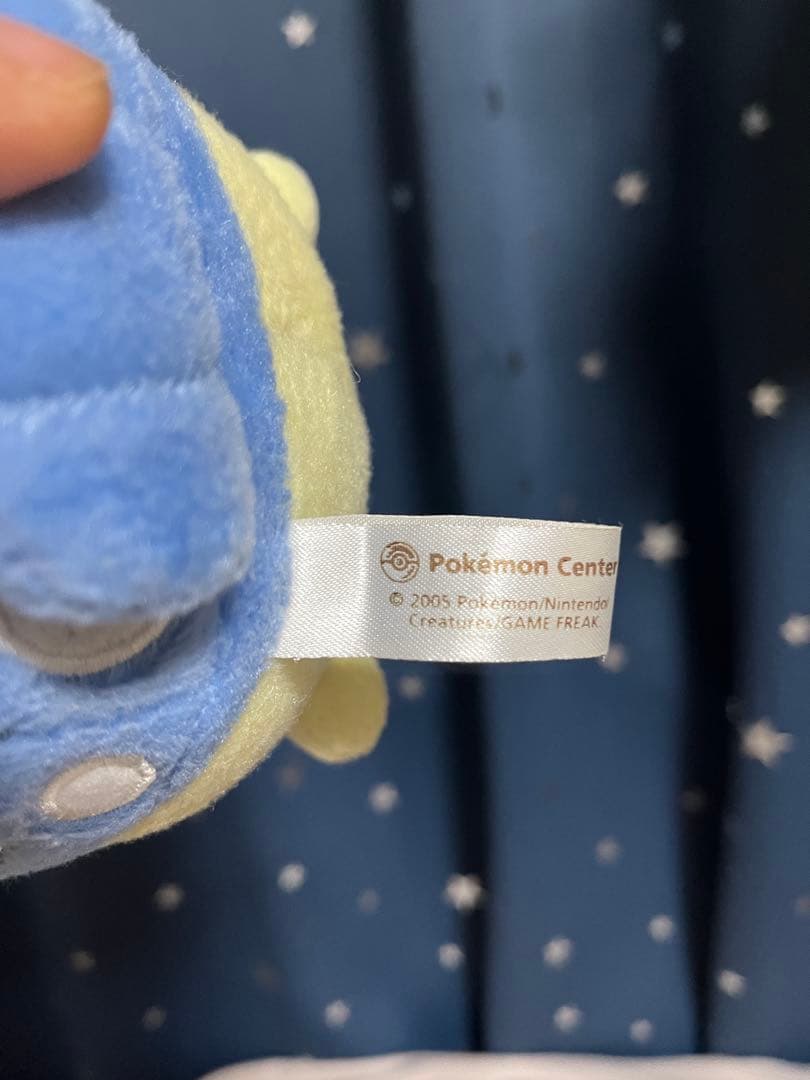 Pokémon Center
© 2005 Pokémon/Nintendo/
Creatures/GAME FREAK